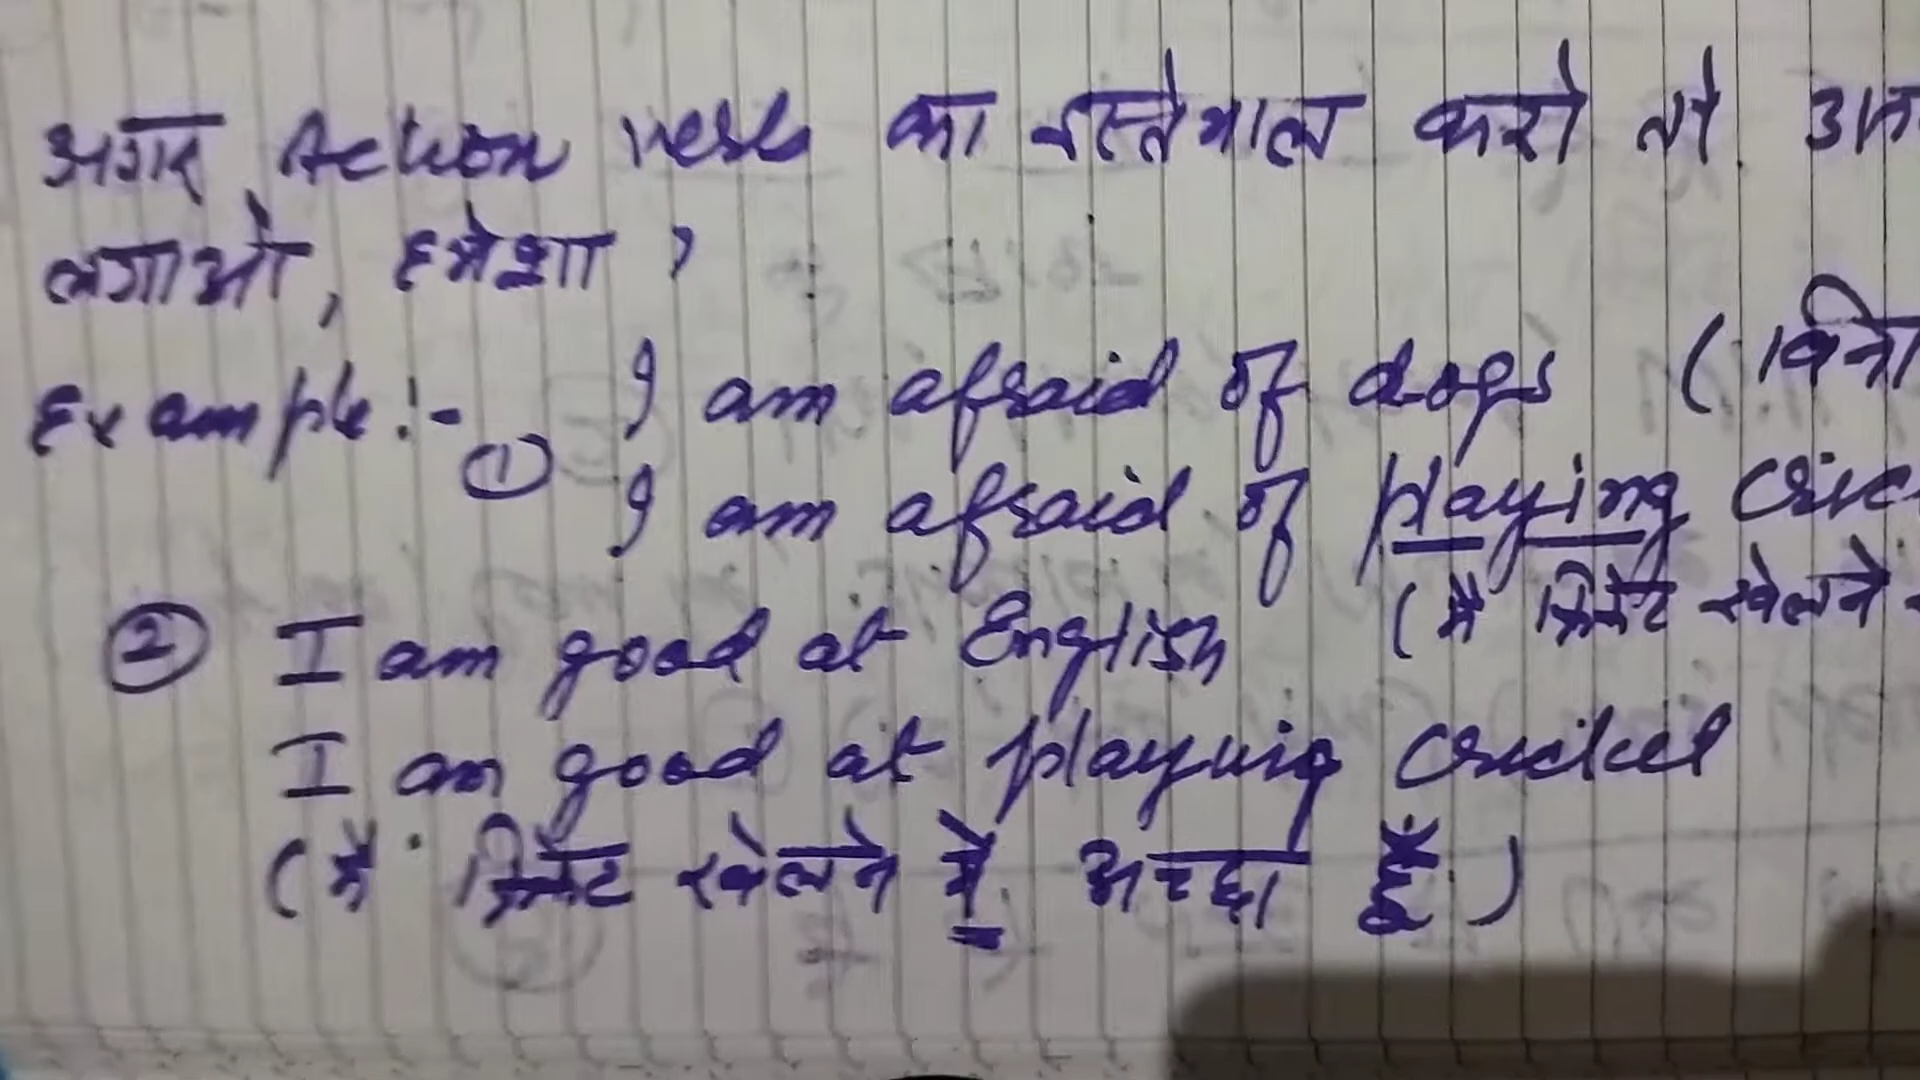 अगर Action verb का इस्तेमाल करो तो
लगाओ, हमेशा,
Example:- ① I am afraid of dogs (बिना
I am afraid of playing
(मैं क्रिकेट खेलने
② I am good at English
I am good at playing cricket
(मैं क्रिकेट खेलने में अच्छा हूँ)